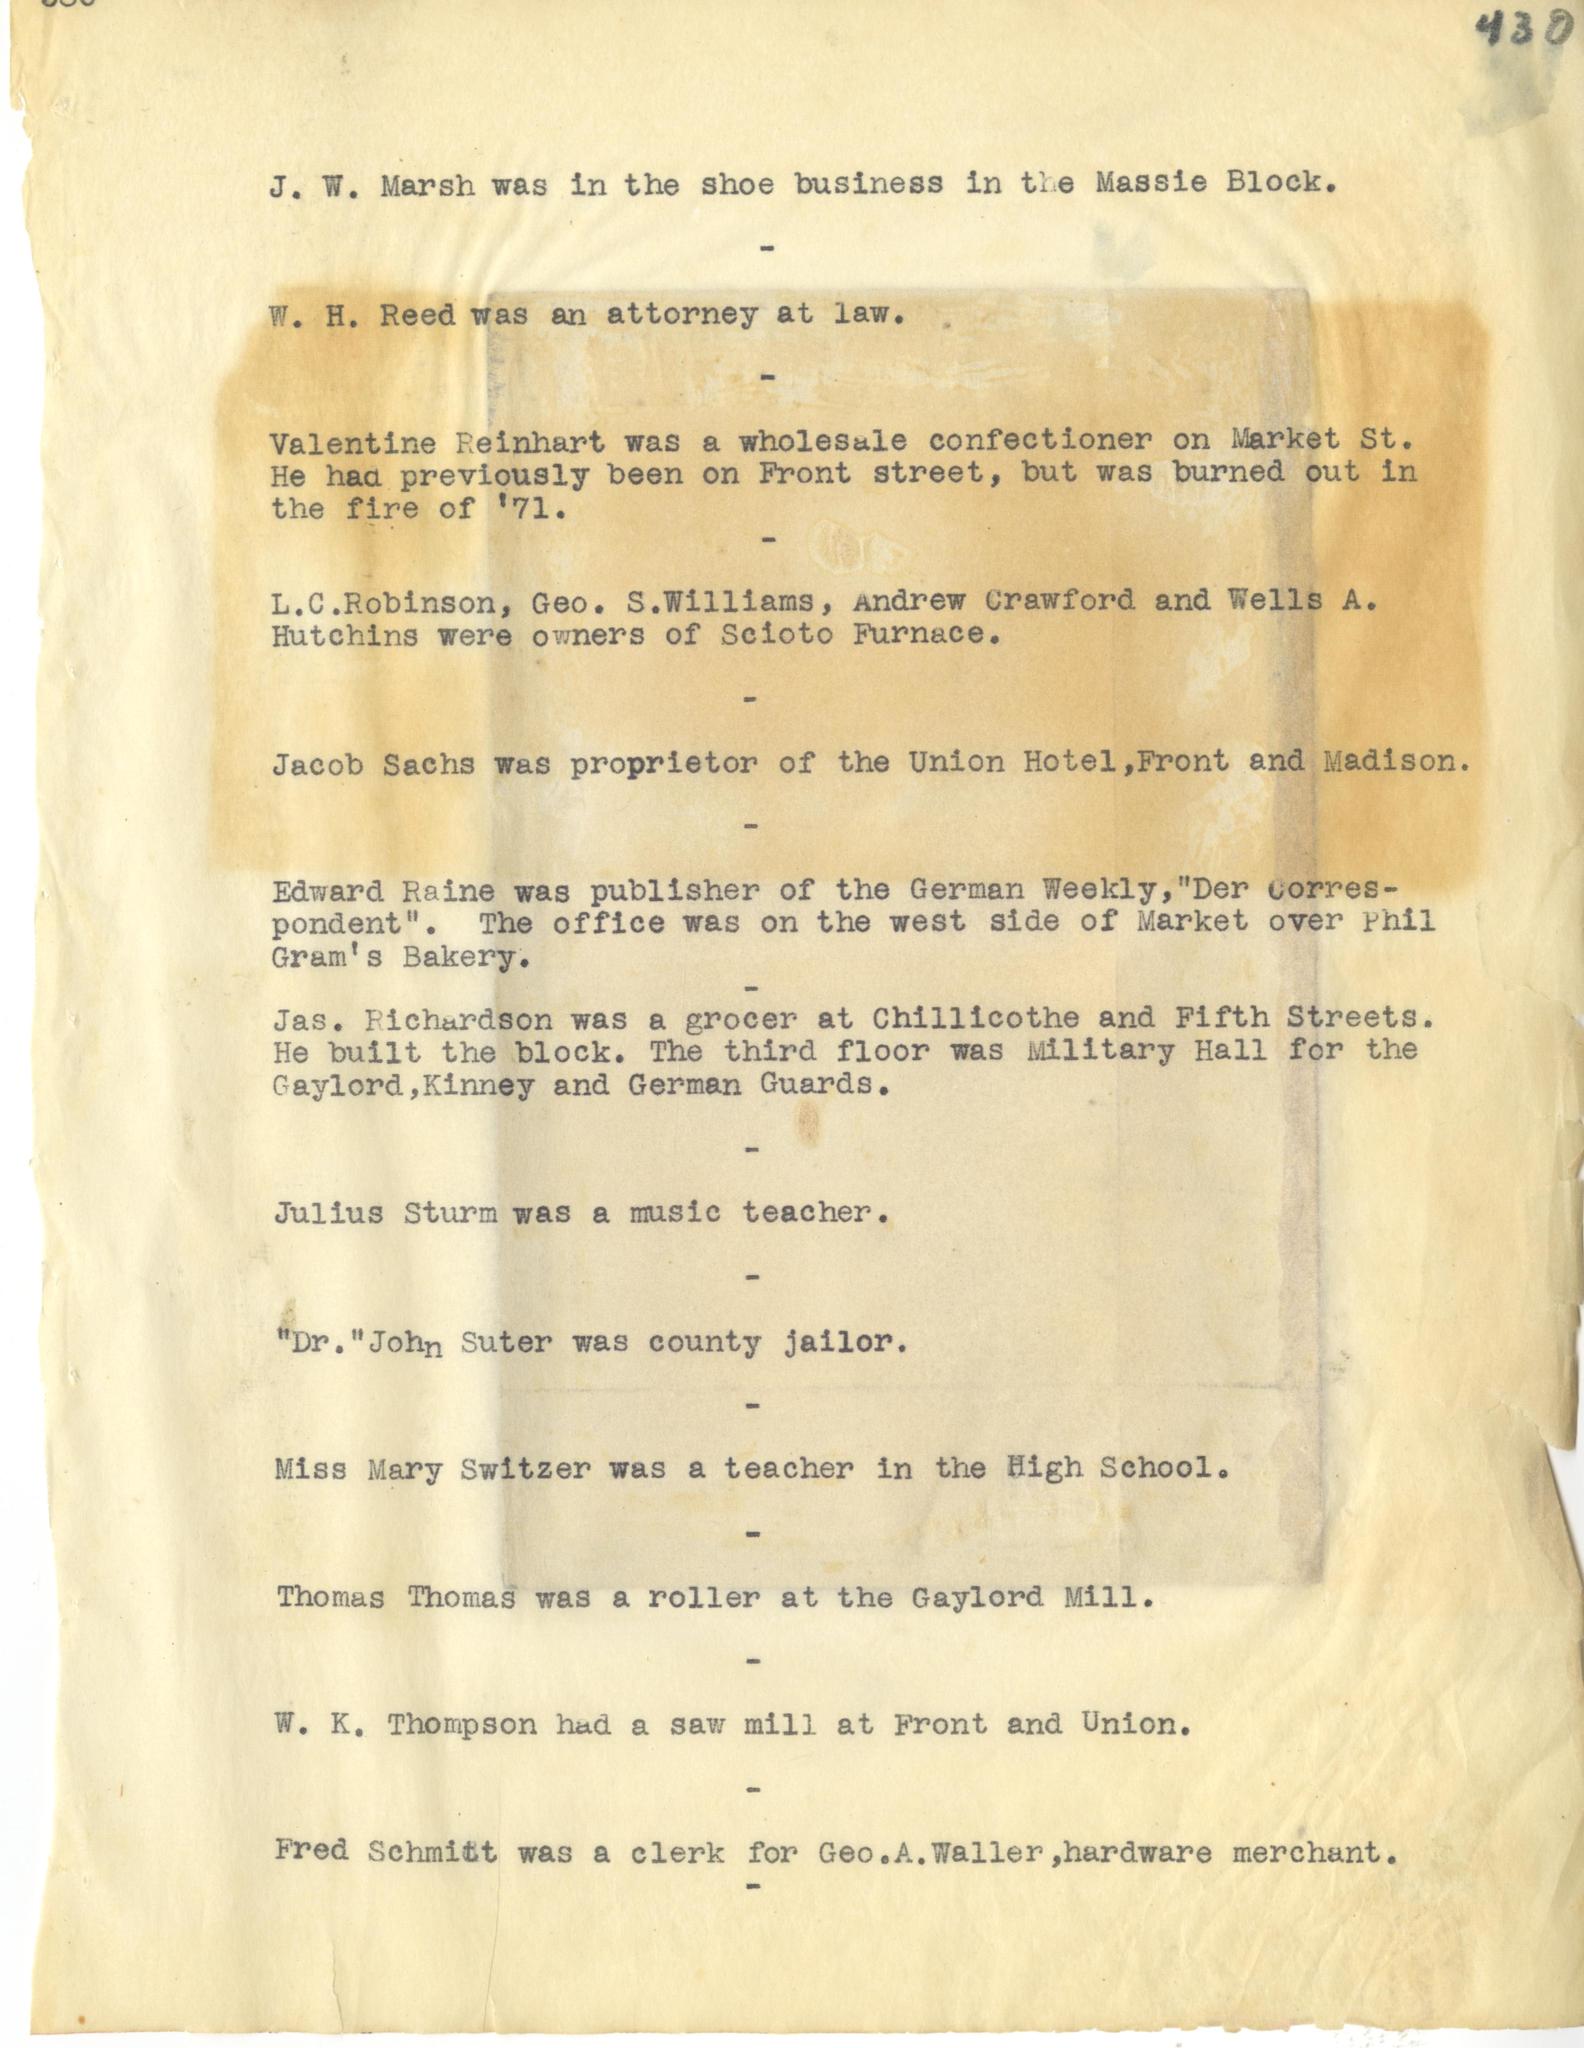 430
J. W. Marsh was in the shoe business in the Massie Block.
-
W. H. Reed was an attorney at law.
-
Valentine Reinhart was a wholesale confectioner on Market St.
He had previously been on Front street, but was burned out in
the fire of '71.
-
L.C.Robinson, Geo. S.Williams, Andrew Crawford and Wells A.
Hutchins were owners of Scioto Furnace.
-
Jacob Sachs was proprietor of the Union Hotel,Front and Madison.
-
Edward Raine was publisher of the German Weekly,"Der Corres-
pondent".  The office was on the west side of Market over Phil
Gram's Bakery.
-
Jas. Richardson was a grocer at Chillicothe and Fifth Streets.
He built the block. The third floor was Military Hall for the
Gaylord,Kinney and German Guards.
-
Julius Sturm was a music teacher.
-
"Dr."John Suter was county jailor.
-
Miss Mary Switzer was a teacher in the High School.
-
Thomas Thomas was a roller at the Gaylord Mill.
-
W. K. Thompson had a saw mill at Front and Union.
-
Fred Schmitt was a clerk for Geo.A.Waller,hardware merchant.
-